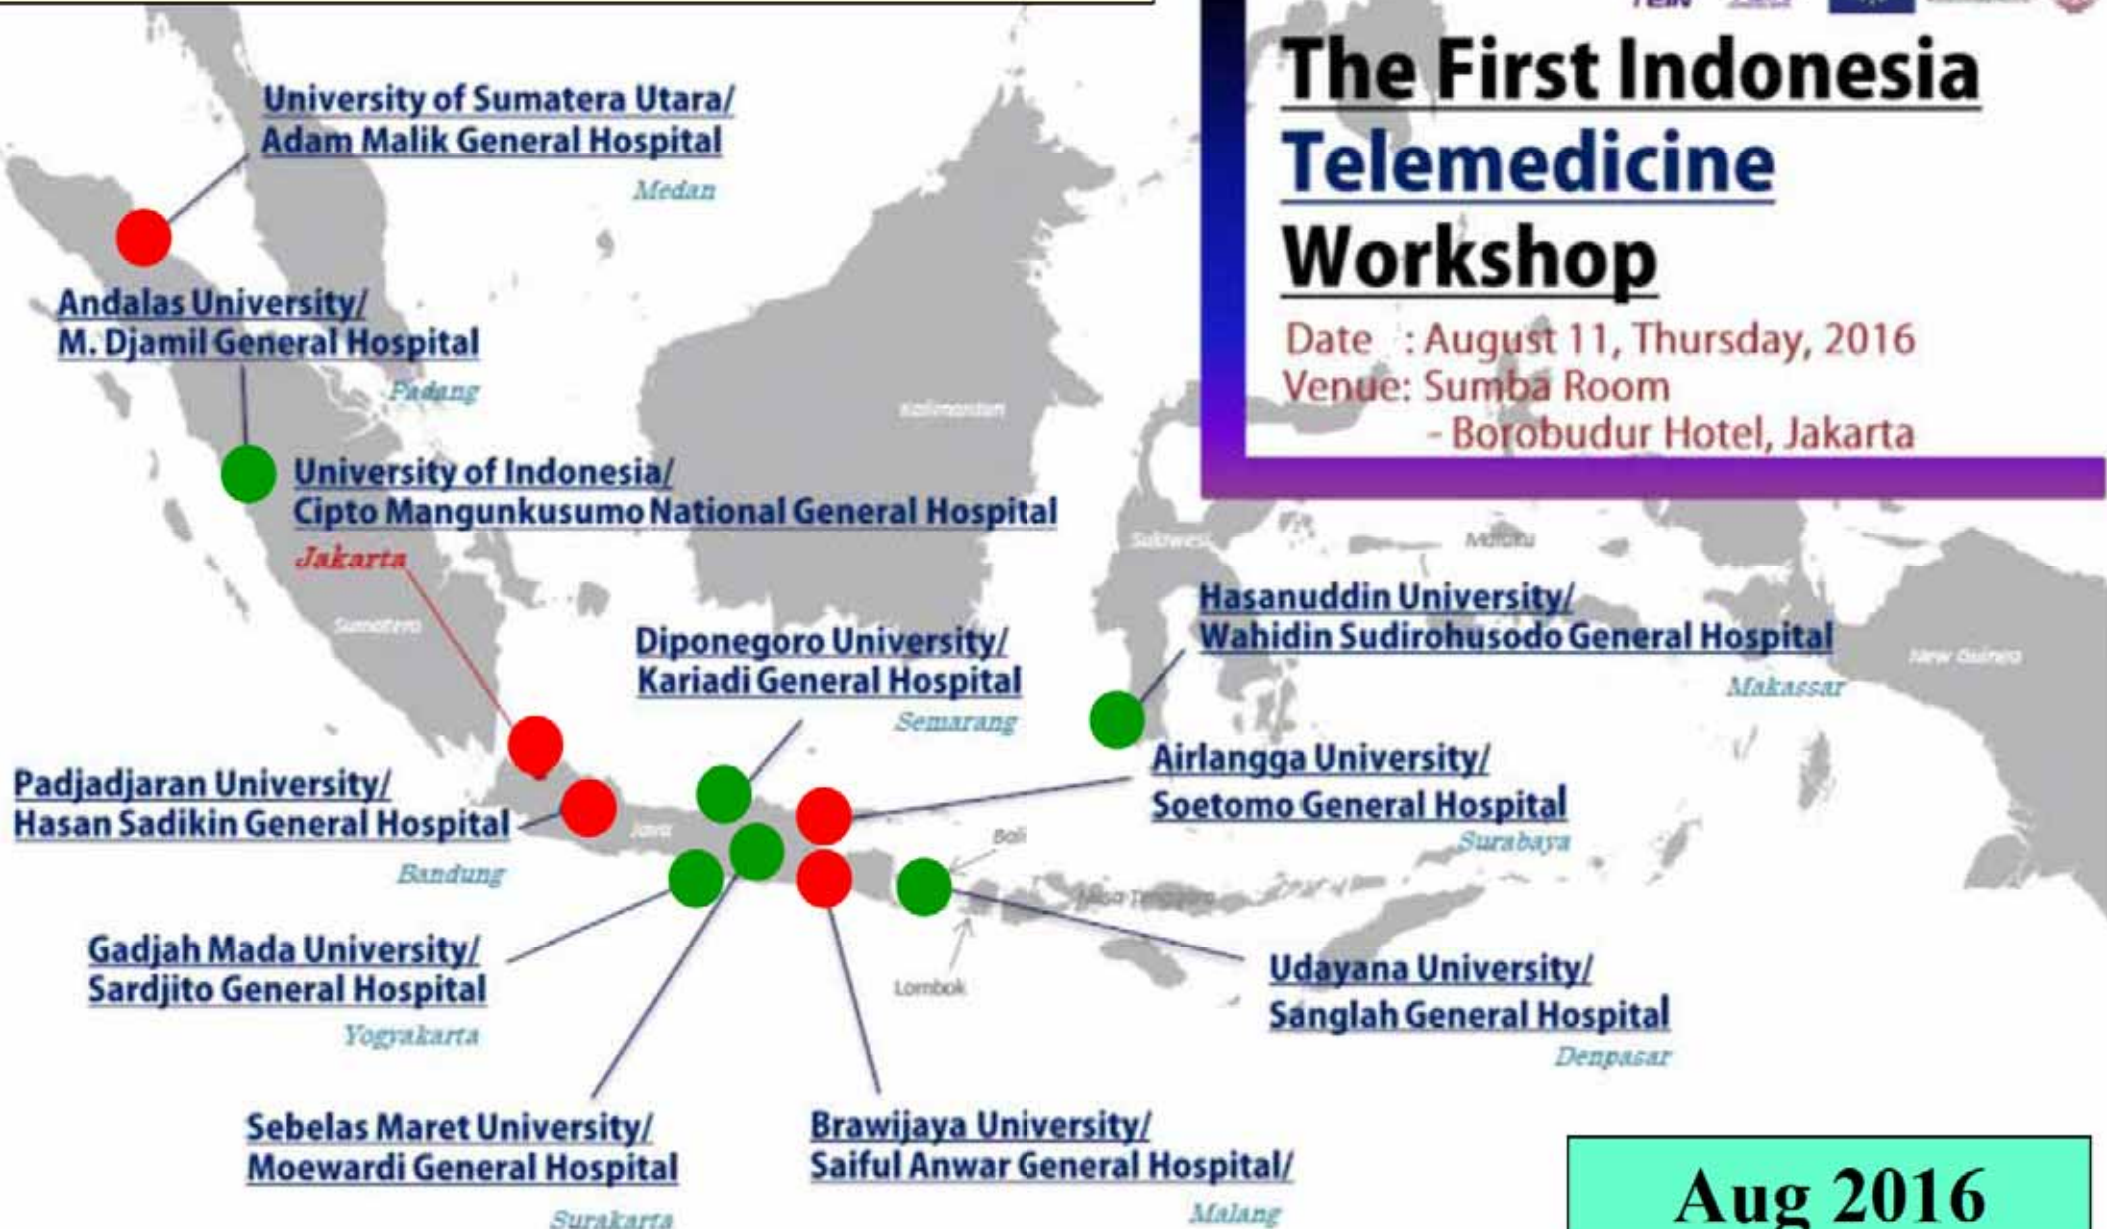 The First Indonesia
Telemedicine
Workshop
Date : August 11, Thursday, 2016
Venue: Sumba Room
- Borobudur Hotel, Jakarta
University of Sumatera Utara/
Adam Malik General Hospital
Medan
Andalas University/
M. Djamil General Hospital
Padang
Kalimantan
University of Indonesia/
Cipto Mangunkusumo National General Hospital
Jakarta
Sumatera
Sulawesi
Maluku
New Guinea
Hasanuddin University/
Wahidin Sudirohusodo General Hospital
Makassar
Diponegoro University/
Kariadi General Hospital
Semarang
Airlangga University/
Soetomo General Hospital
Surabaya
Padjadjaran University/
Hasan Sadikin General Hospital
Bandung
Java
Bali
Nusa Tenggara
Lombok
Gadjah Mada University/
Sardjito General Hospital
Yogyakarta
Udayana University/
Sanglah General Hospital
Denpasar
Sebelas Maret University/
Moewardi General Hospital
Surakarta
Brawijaya University/
Saiful Anwar General Hospital/
Malang
Aug 2016